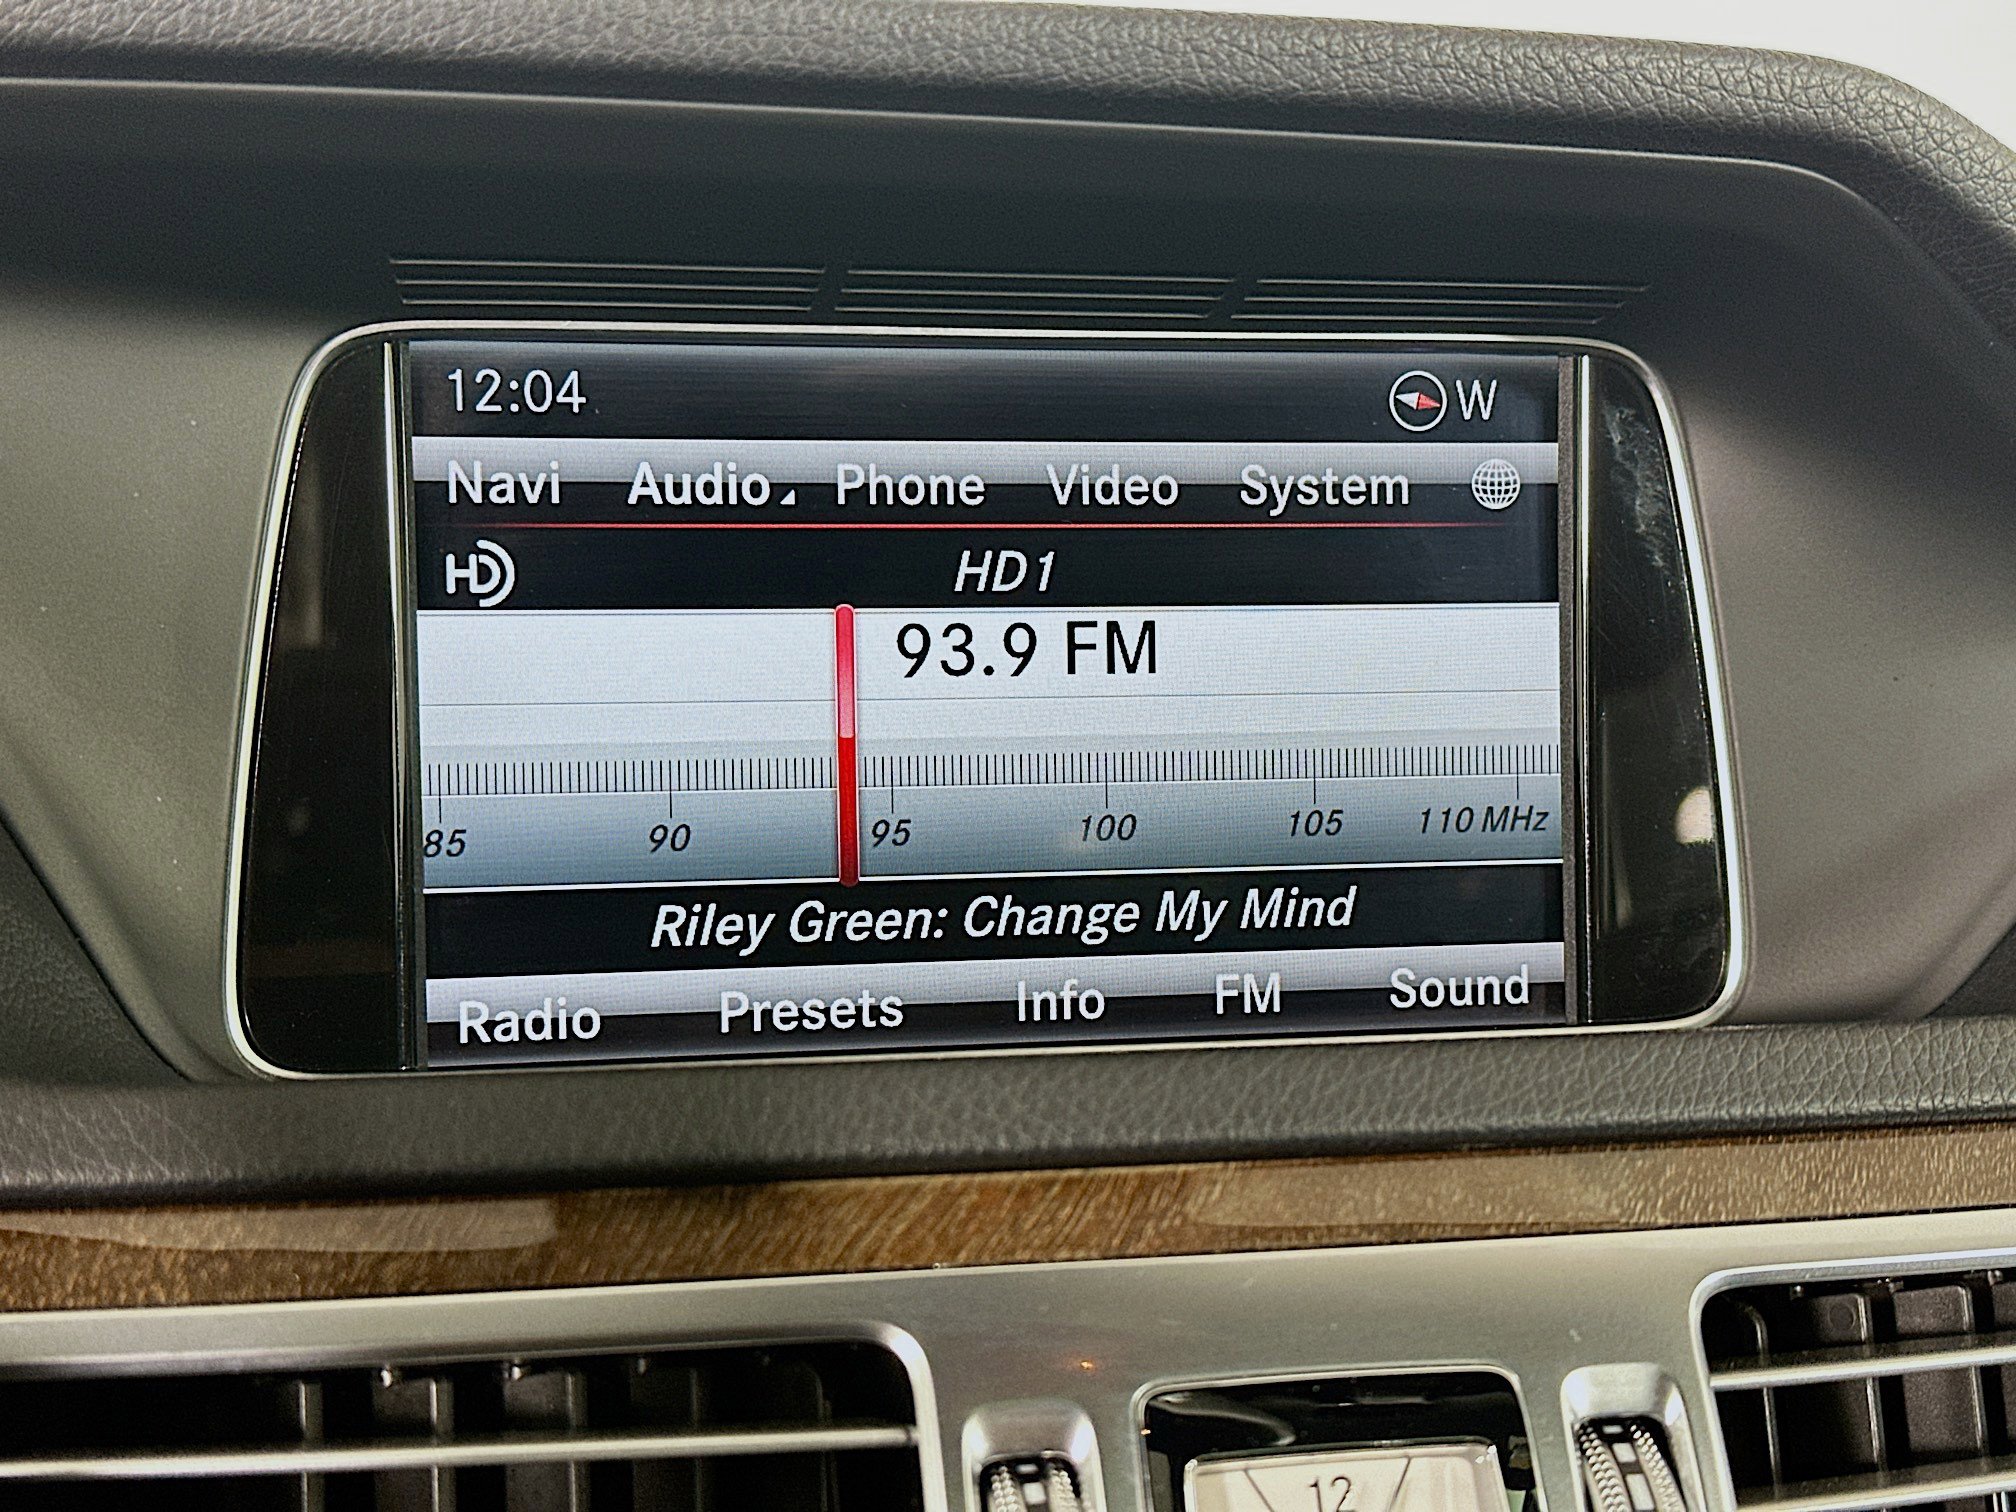 12:04 W
Navi Audio Phone Video System
HD HD1
93.9 FM
85 90 95 100 105 110 MHz
Riley Green: Change My Mind
Radio Presets Info FM Sound
12